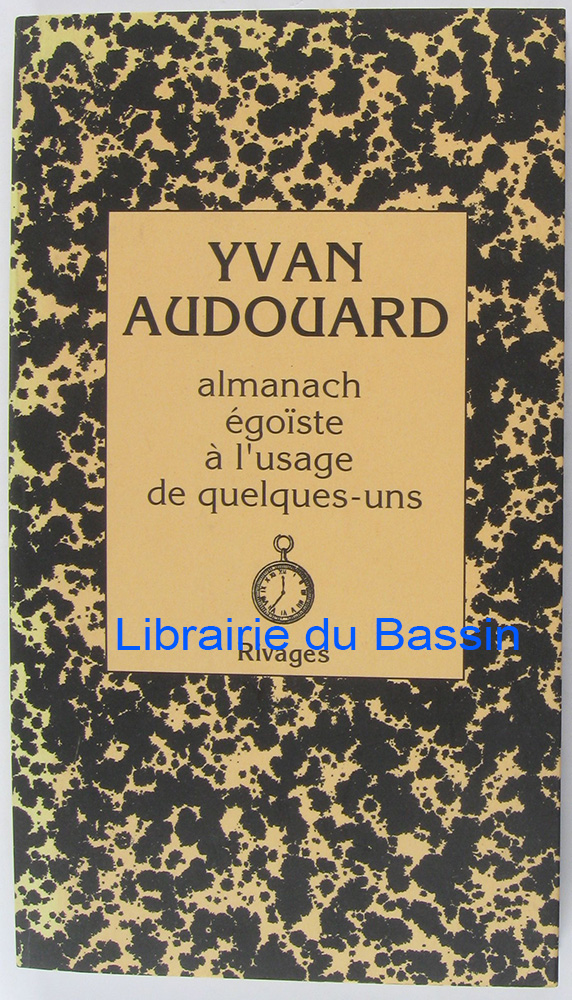 YVAN
AUDOUARD
almanach
égoïste
à l'usage
de quelques-uns
Librairie du Bassin
Rivages